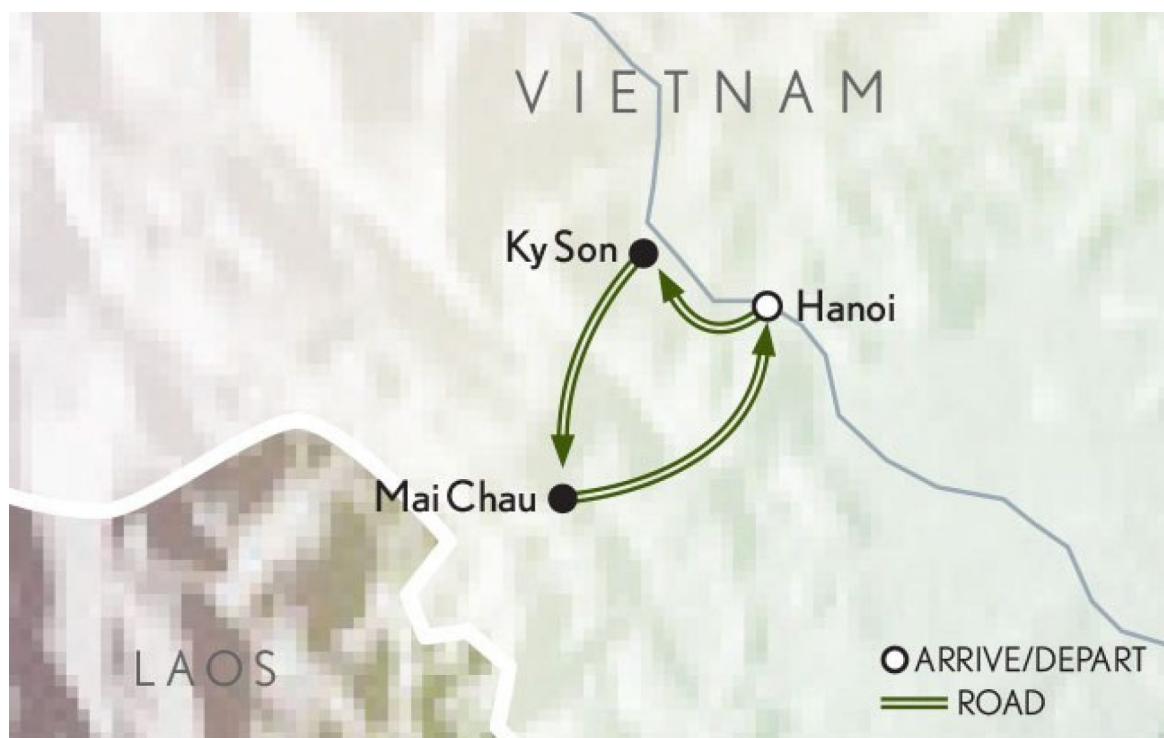 VIETNAM
Ky Son
Hanoi
Mai Chau
LAOS
ARRIVE/DEPART
ROAD